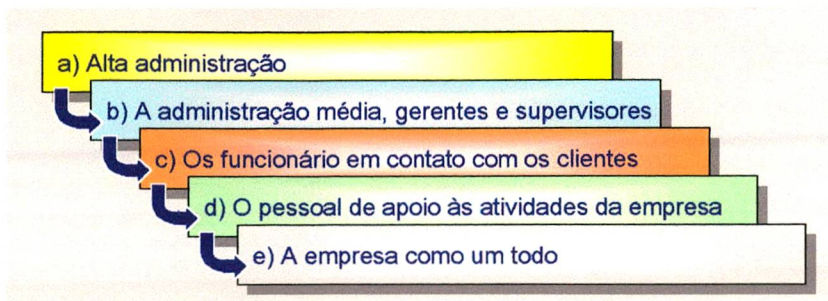 a) Alta administração
b) A administração média, gerentes e supervisores
c) Os funcionário em contato com os clientes
d) O pessoal de apoio às atividades da empresa
e) A empresa como um todo